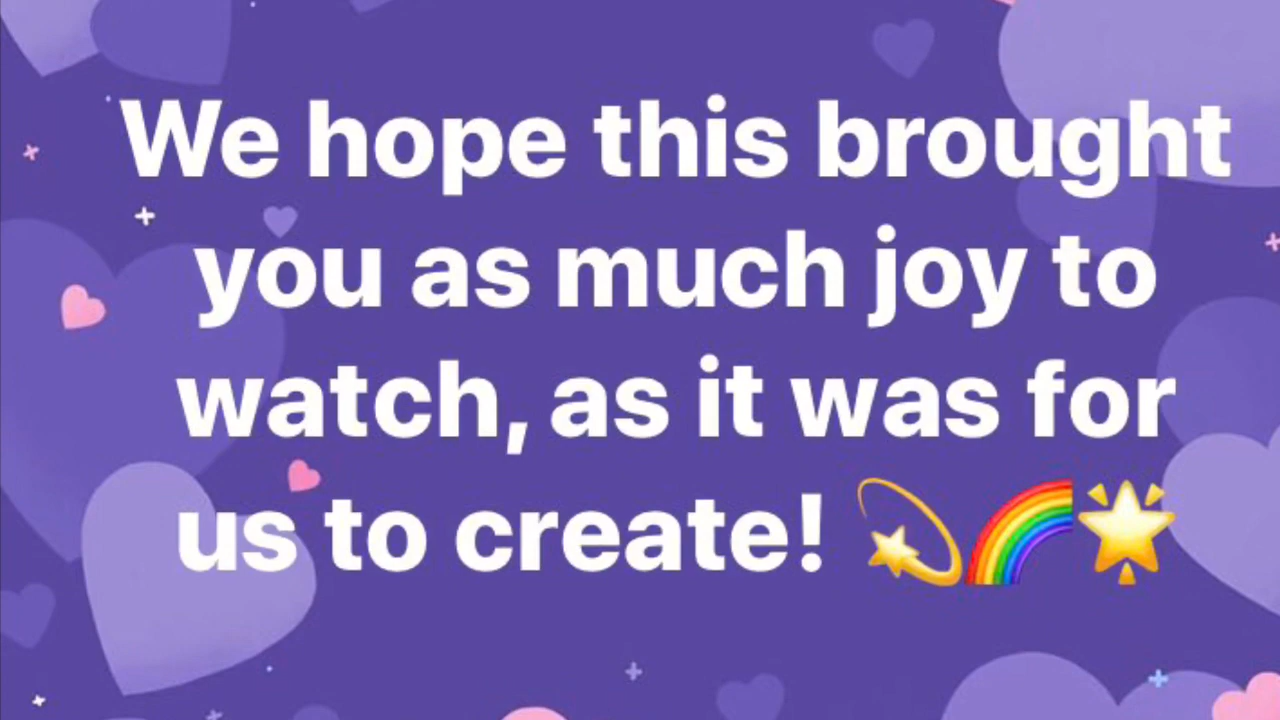 We hope this brought
you as much joy to
watch, as it was for
us to create! 💫🌈🌟